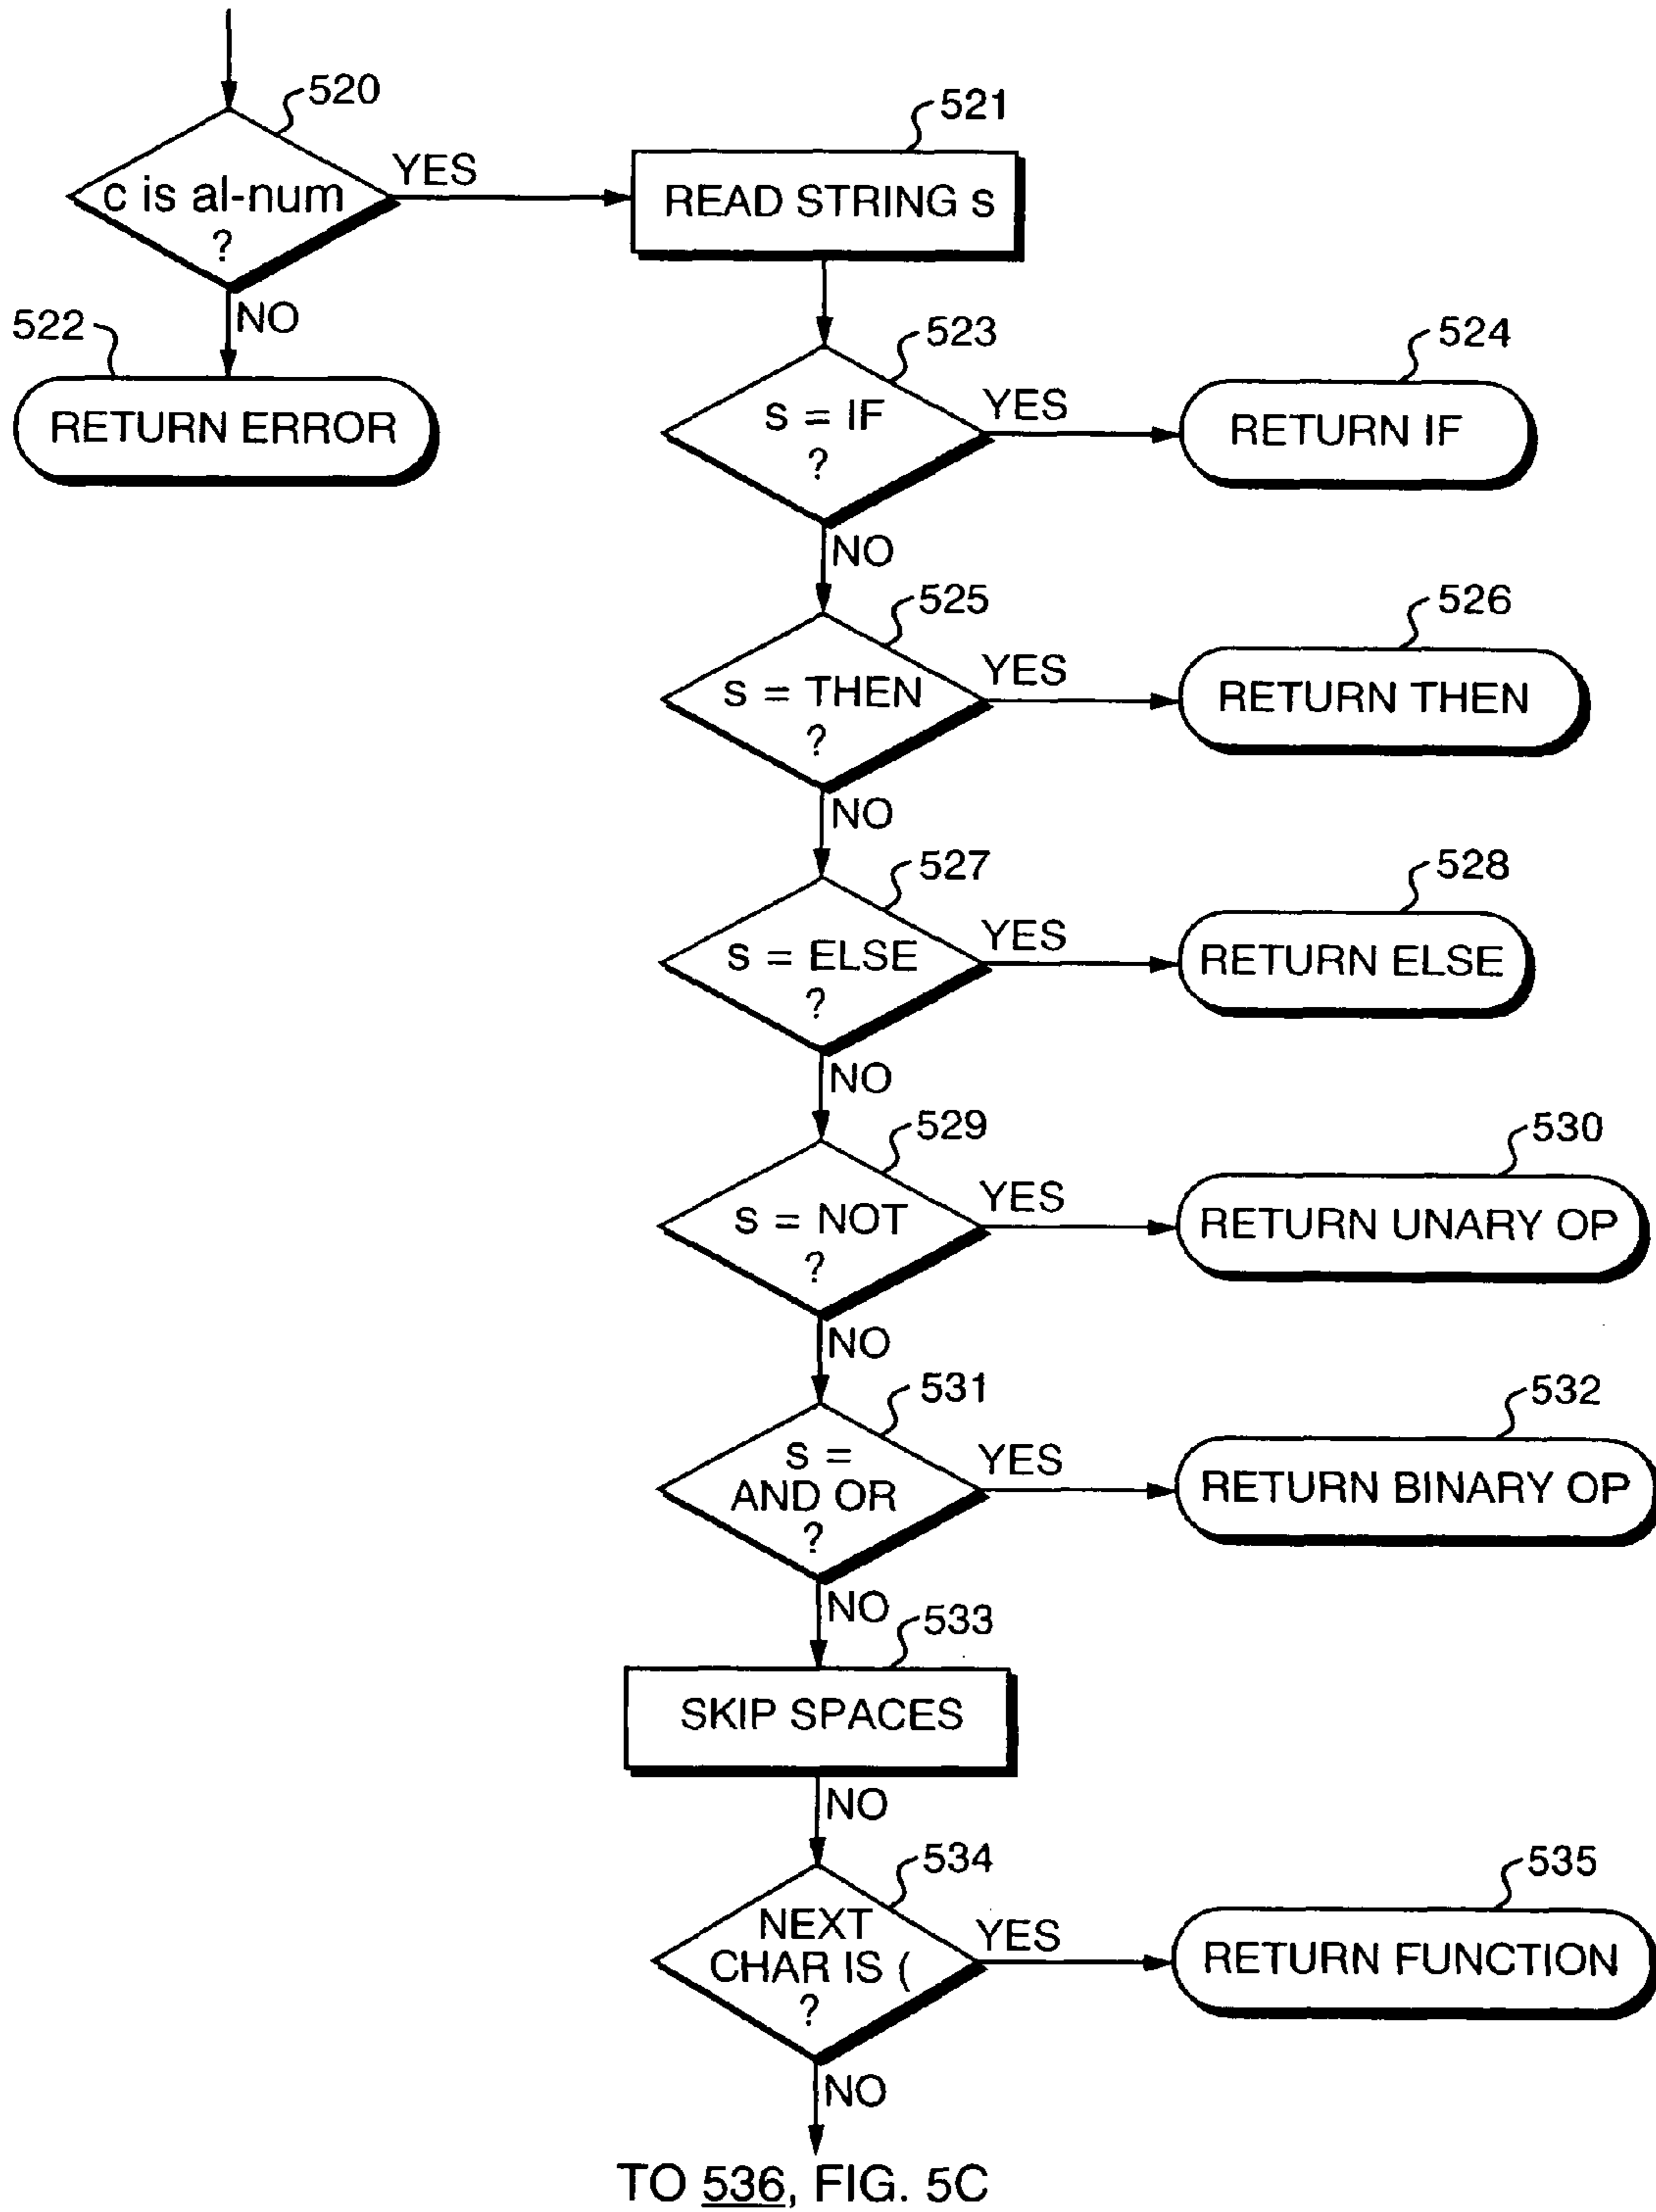 520
c is al-num
?
YES
521
READ STRING s
NO
522
RETURN ERROR
523
s = IF
?
YES
524
RETURN IF
NO
525
s = THEN
?
YES
526
RETURN THEN
NO
527
s = ELSE
?
YES
528
RETURN ELSE
NO
529
s = NOT
?
YES
530
RETURN UNARY OP
NO
531
s =
AND OR
?
YES
532
RETURN BINARY OP
NO
533
SKIP SPACES
NO
534
NEXT
CHAR IS (
?
YES
535
RETURN FUNCTION
NO
TO 536, FIG. 5C